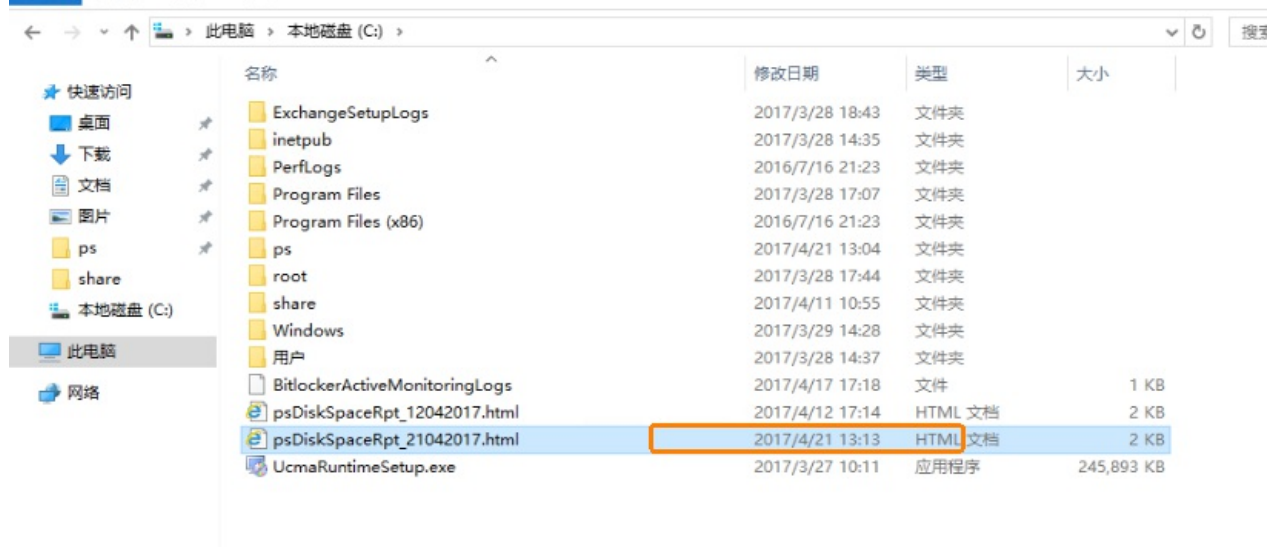 此电脑 › 本地磁盘 (C:) ›
名称 修改日期 类型 大小
快速访问
桌面
下载
文档
图片
ps
share
本地磁盘 (C:)
此电脑
网络
ExchangeSetupLogs 2017/3/28 18:43 文件夹
inetpub 2017/3/28 14:35 文件夹
PerfLogs 2016/7/16 21:23 文件夹
Program Files 2017/3/28 17:07 文件夹
Program Files (x86) 2016/7/16 21:23 文件夹
ps 2017/4/21 13:04 文件夹
root 2017/3/28 17:44 文件夹
share 2017/4/11 10:55 文件夹
Windows 2017/3/29 14:28 文件夹
用户 2017/3/28 14:37 文件夹
BitlockerActiveMonitoringLogs 2017/4/17 17:18 文件 1 KB
psDiskSpaceRpt_12042017.html 2017/4/12 17:14 HTML 文档 2 KB
psDiskSpaceRpt_21042017.html 2017/4/21 13:13 HTML 文档 2 KB
UcmaRuntimeSetup.exe 2017/3/27 10:11 应用程序 245,893 KB